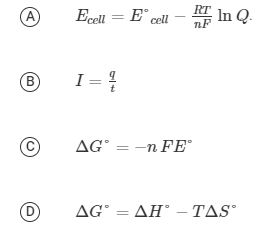 A E_cell = E°_cell − RT/nF ln Q.
B I = q/t
C ΔG° = −n FE°
D ΔG° = ΔH° − TΔS°